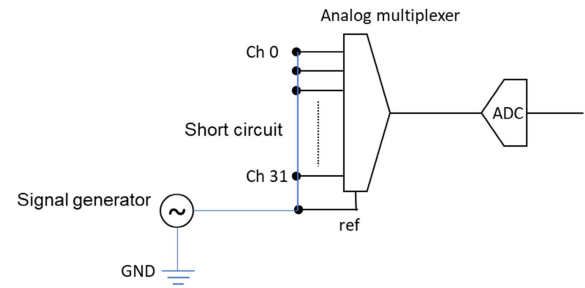 Analog multiplexer
Ch 0
ADC
Short circuit
Ch 31
Signal generator
~
ref
GND